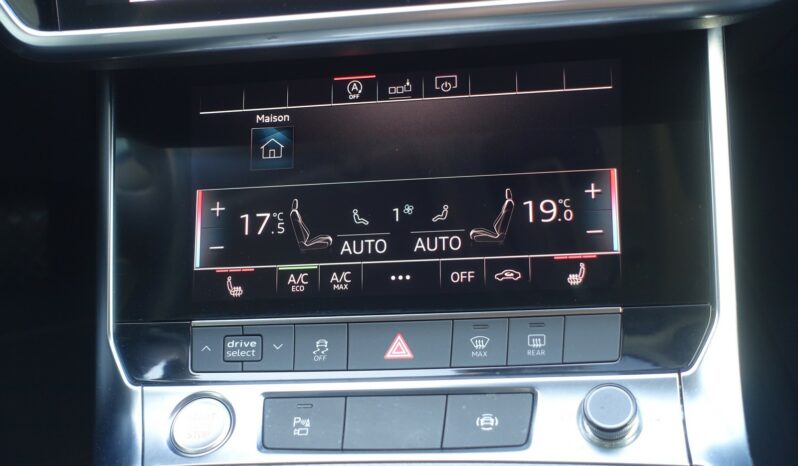 A
OFF
Maison
17.5 °C
1
19.0 °C
+
+
AUTO
AUTO
−
−
A/C ECO
A/C MAX
•••
OFF
drive select
OFF
MAX
REAR
P